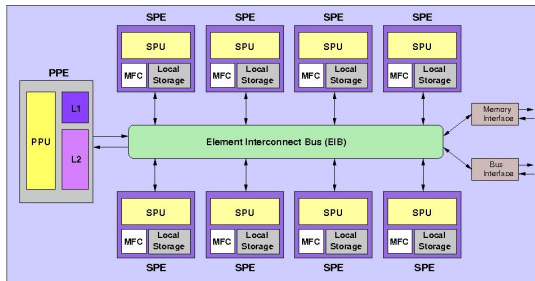 SPE SPE SPE SPE
SPU SPU SPU SPU
MFC Local Storage MFC Local Storage MFC Local Storage MFC Local Storage
PPE
PPU
L1
L2
Element Interconnect Bus (EIB)
Memory
Interface
Bus
Interface
SPU SPU SPU SPU
MFC Local Storage MFC Local Storage MFC Local Storage MFC Local Storage
SPE SPE SPE SPE